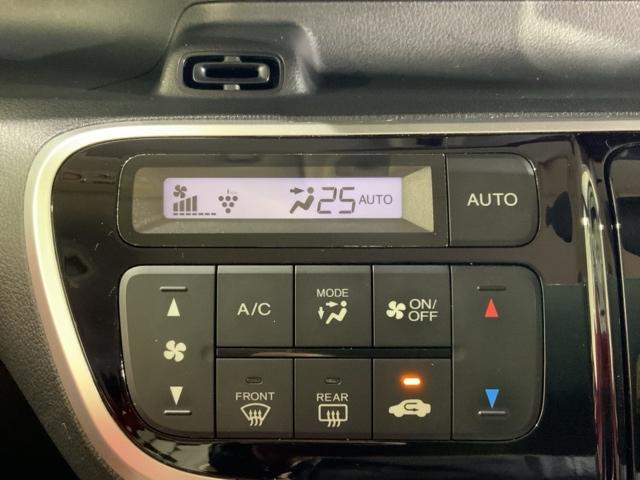 25 AUTO
AUTO
A/C
MODE
ON/
OFF
FRONT
REAR